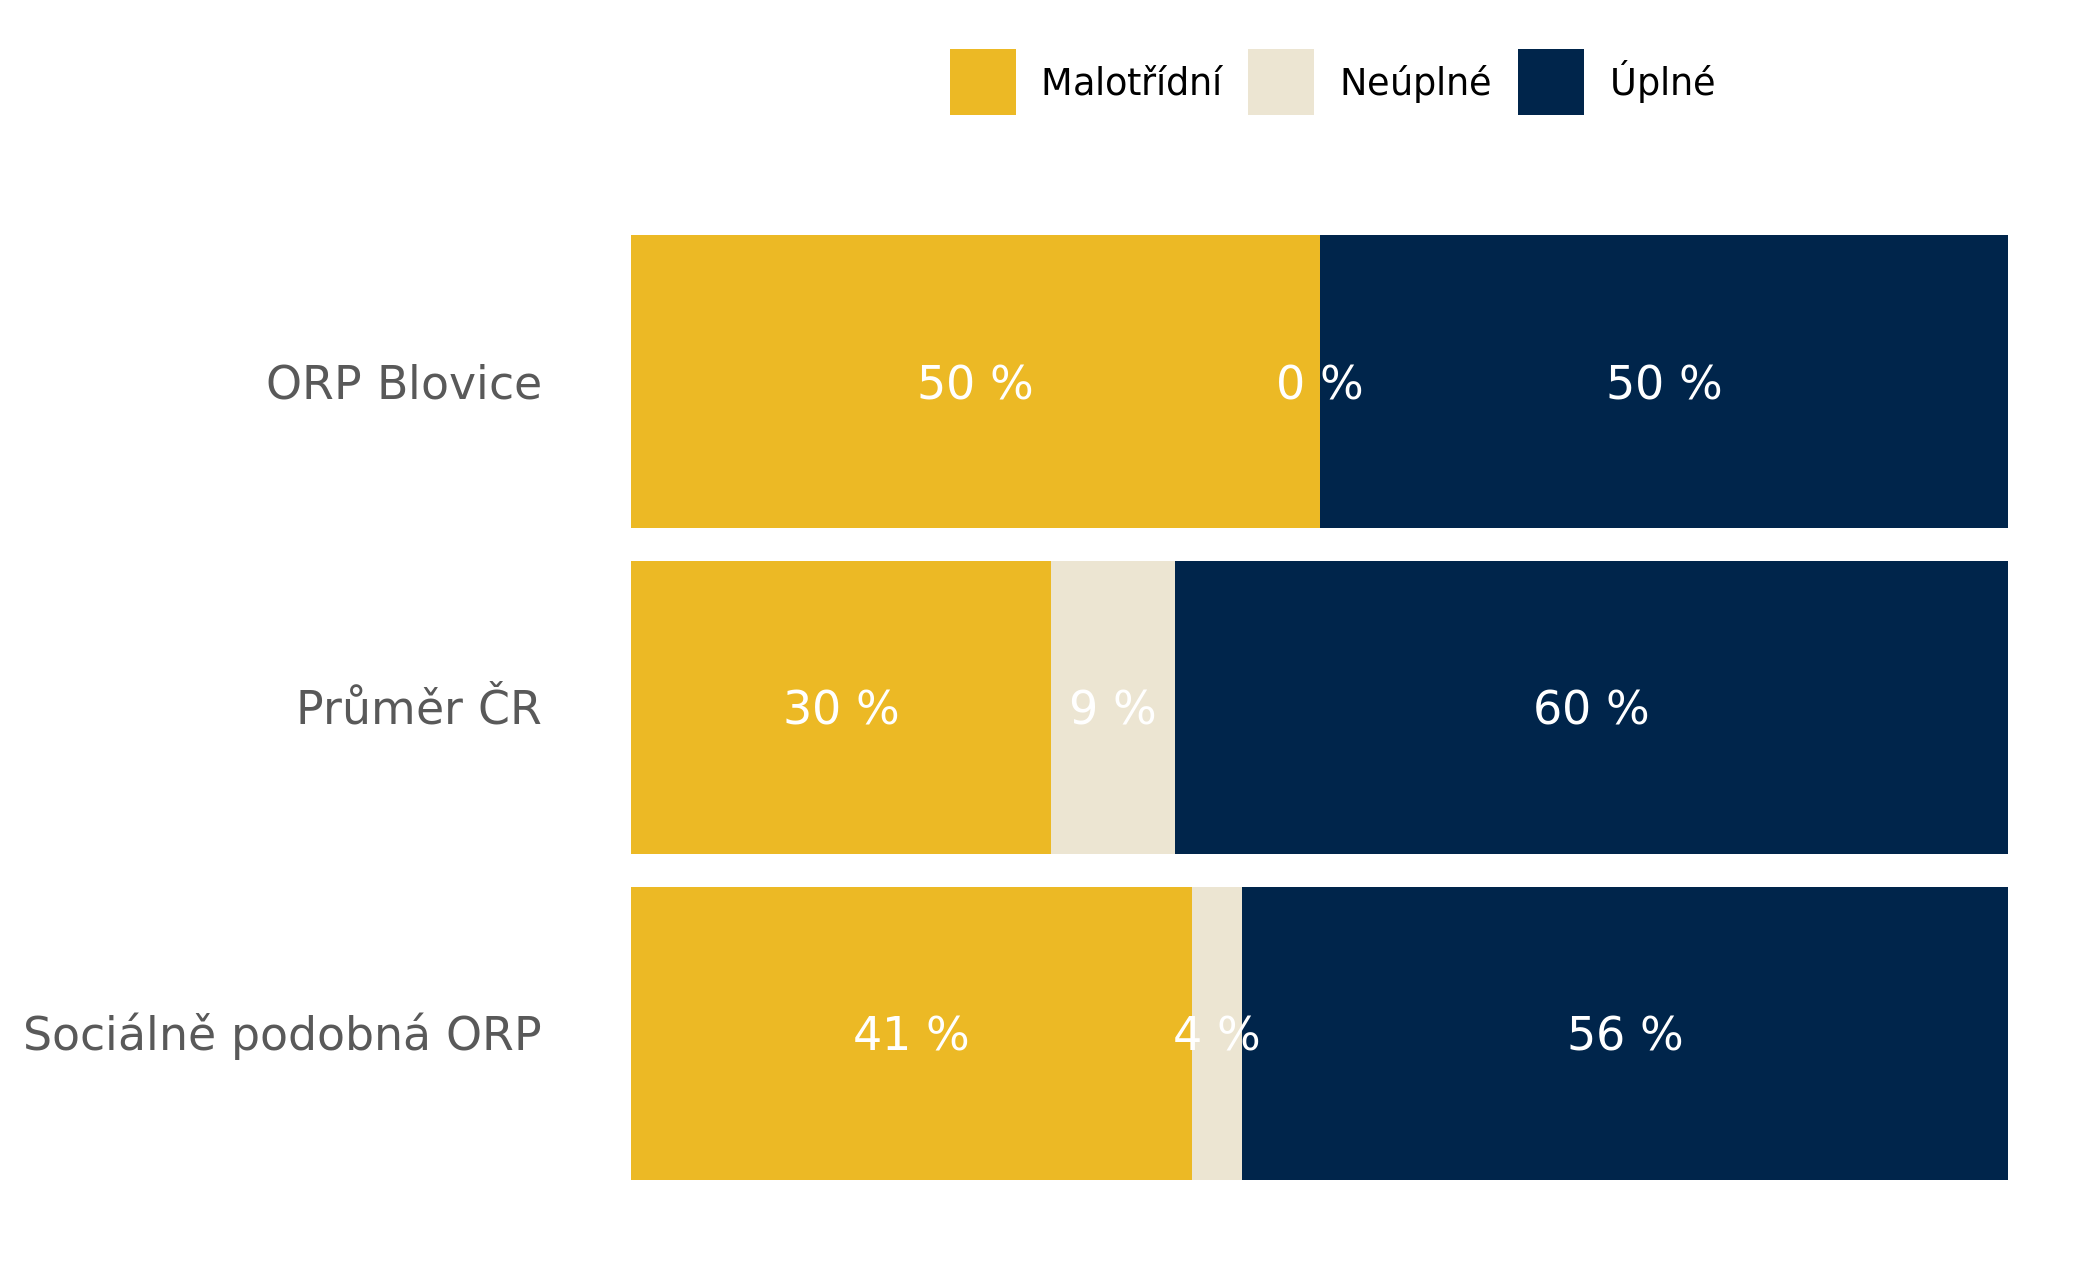 Malotřídní Neúplné Úplné
ORP Blovice 50 % 0 % 50 %
Průměr ČR 30 % 9 % 60 %
Sociálně podobná ORP 41 % 4 % 56 %